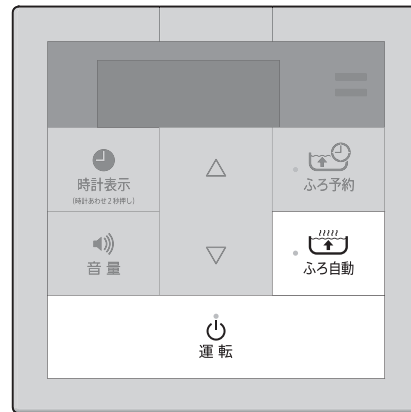 時計表示
(時計あわせ2秒押し)
ふろ予約
音量
ふろ自動
運転